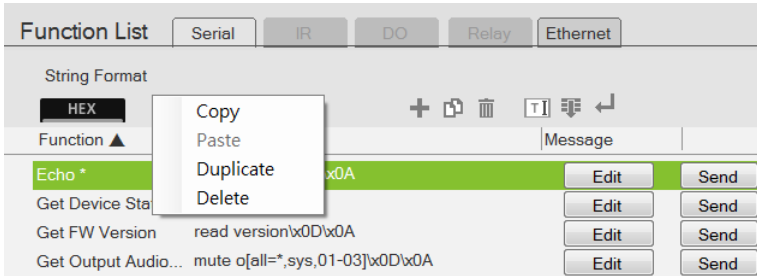 Function List Serial IR DO Relay Ethernet
String Format
HEX
Copy
Paste
Duplicate
Delete
Function ▲ Message
Echo * x0A Edit Send
Get Device Sta Edit Send
Get FW Version read version\x0D\x0A Edit Send
Get Output Audio... mute o[all=*,sys,01-03]\x0D\x0A Edit Send